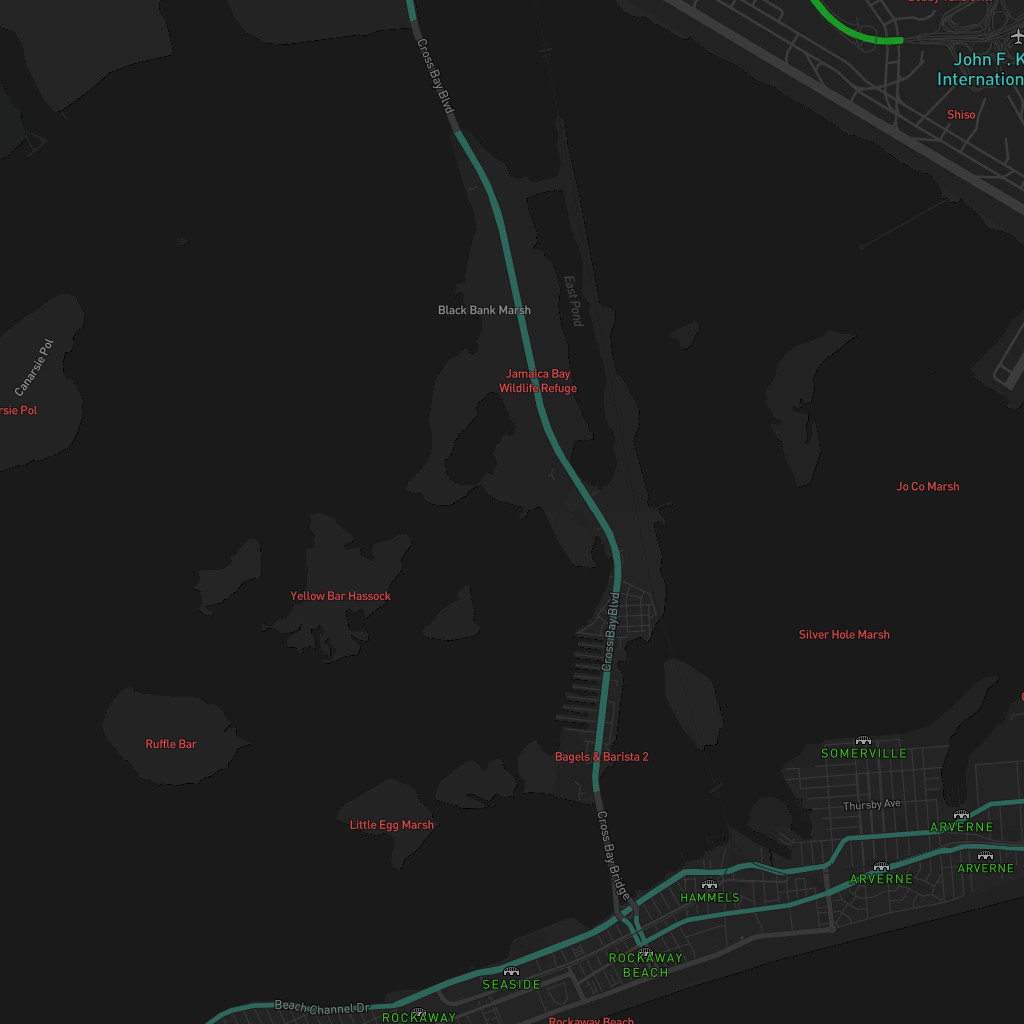 John F. K
Internation
Shiso
Cross Bay Blvd
Black Bank Marsh
East Pond
Jamaica Bay
Wildlife Refuge
Canarsie Pol
rsie Pol
Jo Co Marsh
Yellow Bar Hassock
Cross Bay Blvd
Silver Hole Marsh
Ruffle Bar
Bagels & Barista 2
SOMERVILLE
Thursby Ave
Little Egg Marsh
ARVERNE
Cross Bay Bridge
ARVERNE
ARVERNE
HAMMELS
ROCKAWAY
BEACH
SEASIDE
Beach Channel Dr
ROCKAWAY
Rockaway Beach